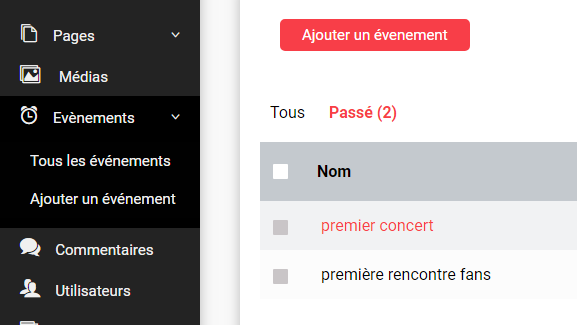 Pages
Médias
Evènements
Tous les événements
Ajouter un événement
Commentaires
Utilisateurs
Ajouter un évenement
Tous Passé (2)
Nom
premier concert
première rencontre fans